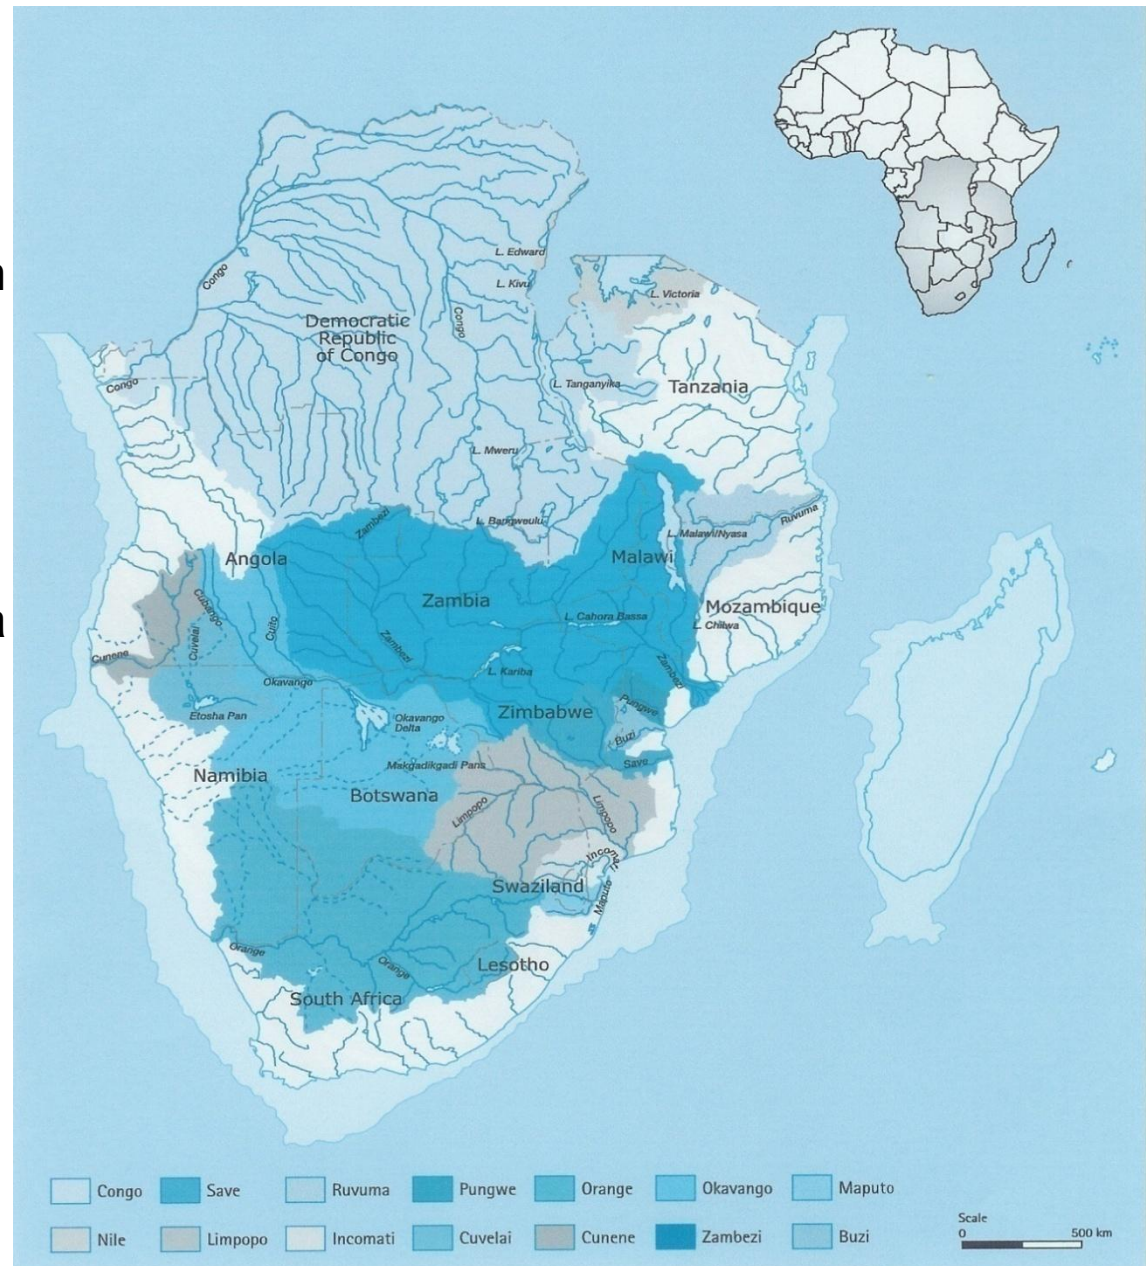 L. Edward
L. Kivu
L. Victoria
Congo
Congo
Democratic
Republic
of Congo
Congo
L. Tanganyika
Tanzania
L. Mweru
Zambezi
L. Bangweulu
Ruvuma
L. Malawi/Nyasa
Angola
Malawi
Zambia
Cubango
Cuvelai
Cuito
L. Cahora Bassa
Mozambique
L. Chilwa
Cunene
Zambezi
L. Kariba
Zambezi
Okavango
Etosha Pan
Okavango
Delta
Zimbabwe
Pungwe
Buzi
Save
Makgadikgadi Pans
Namibia
Botswana
Limpopo
Limpopo
Incomati
Swaziland
Maputo
Orange
Orange
Lesotho
South Africa
Congo Save Ruvuma Pungwe Orange Okavango Maputo
Nile Limpopo Incomati Cuvelai Cunene Zambezi Buzi
Scale
0 500 km